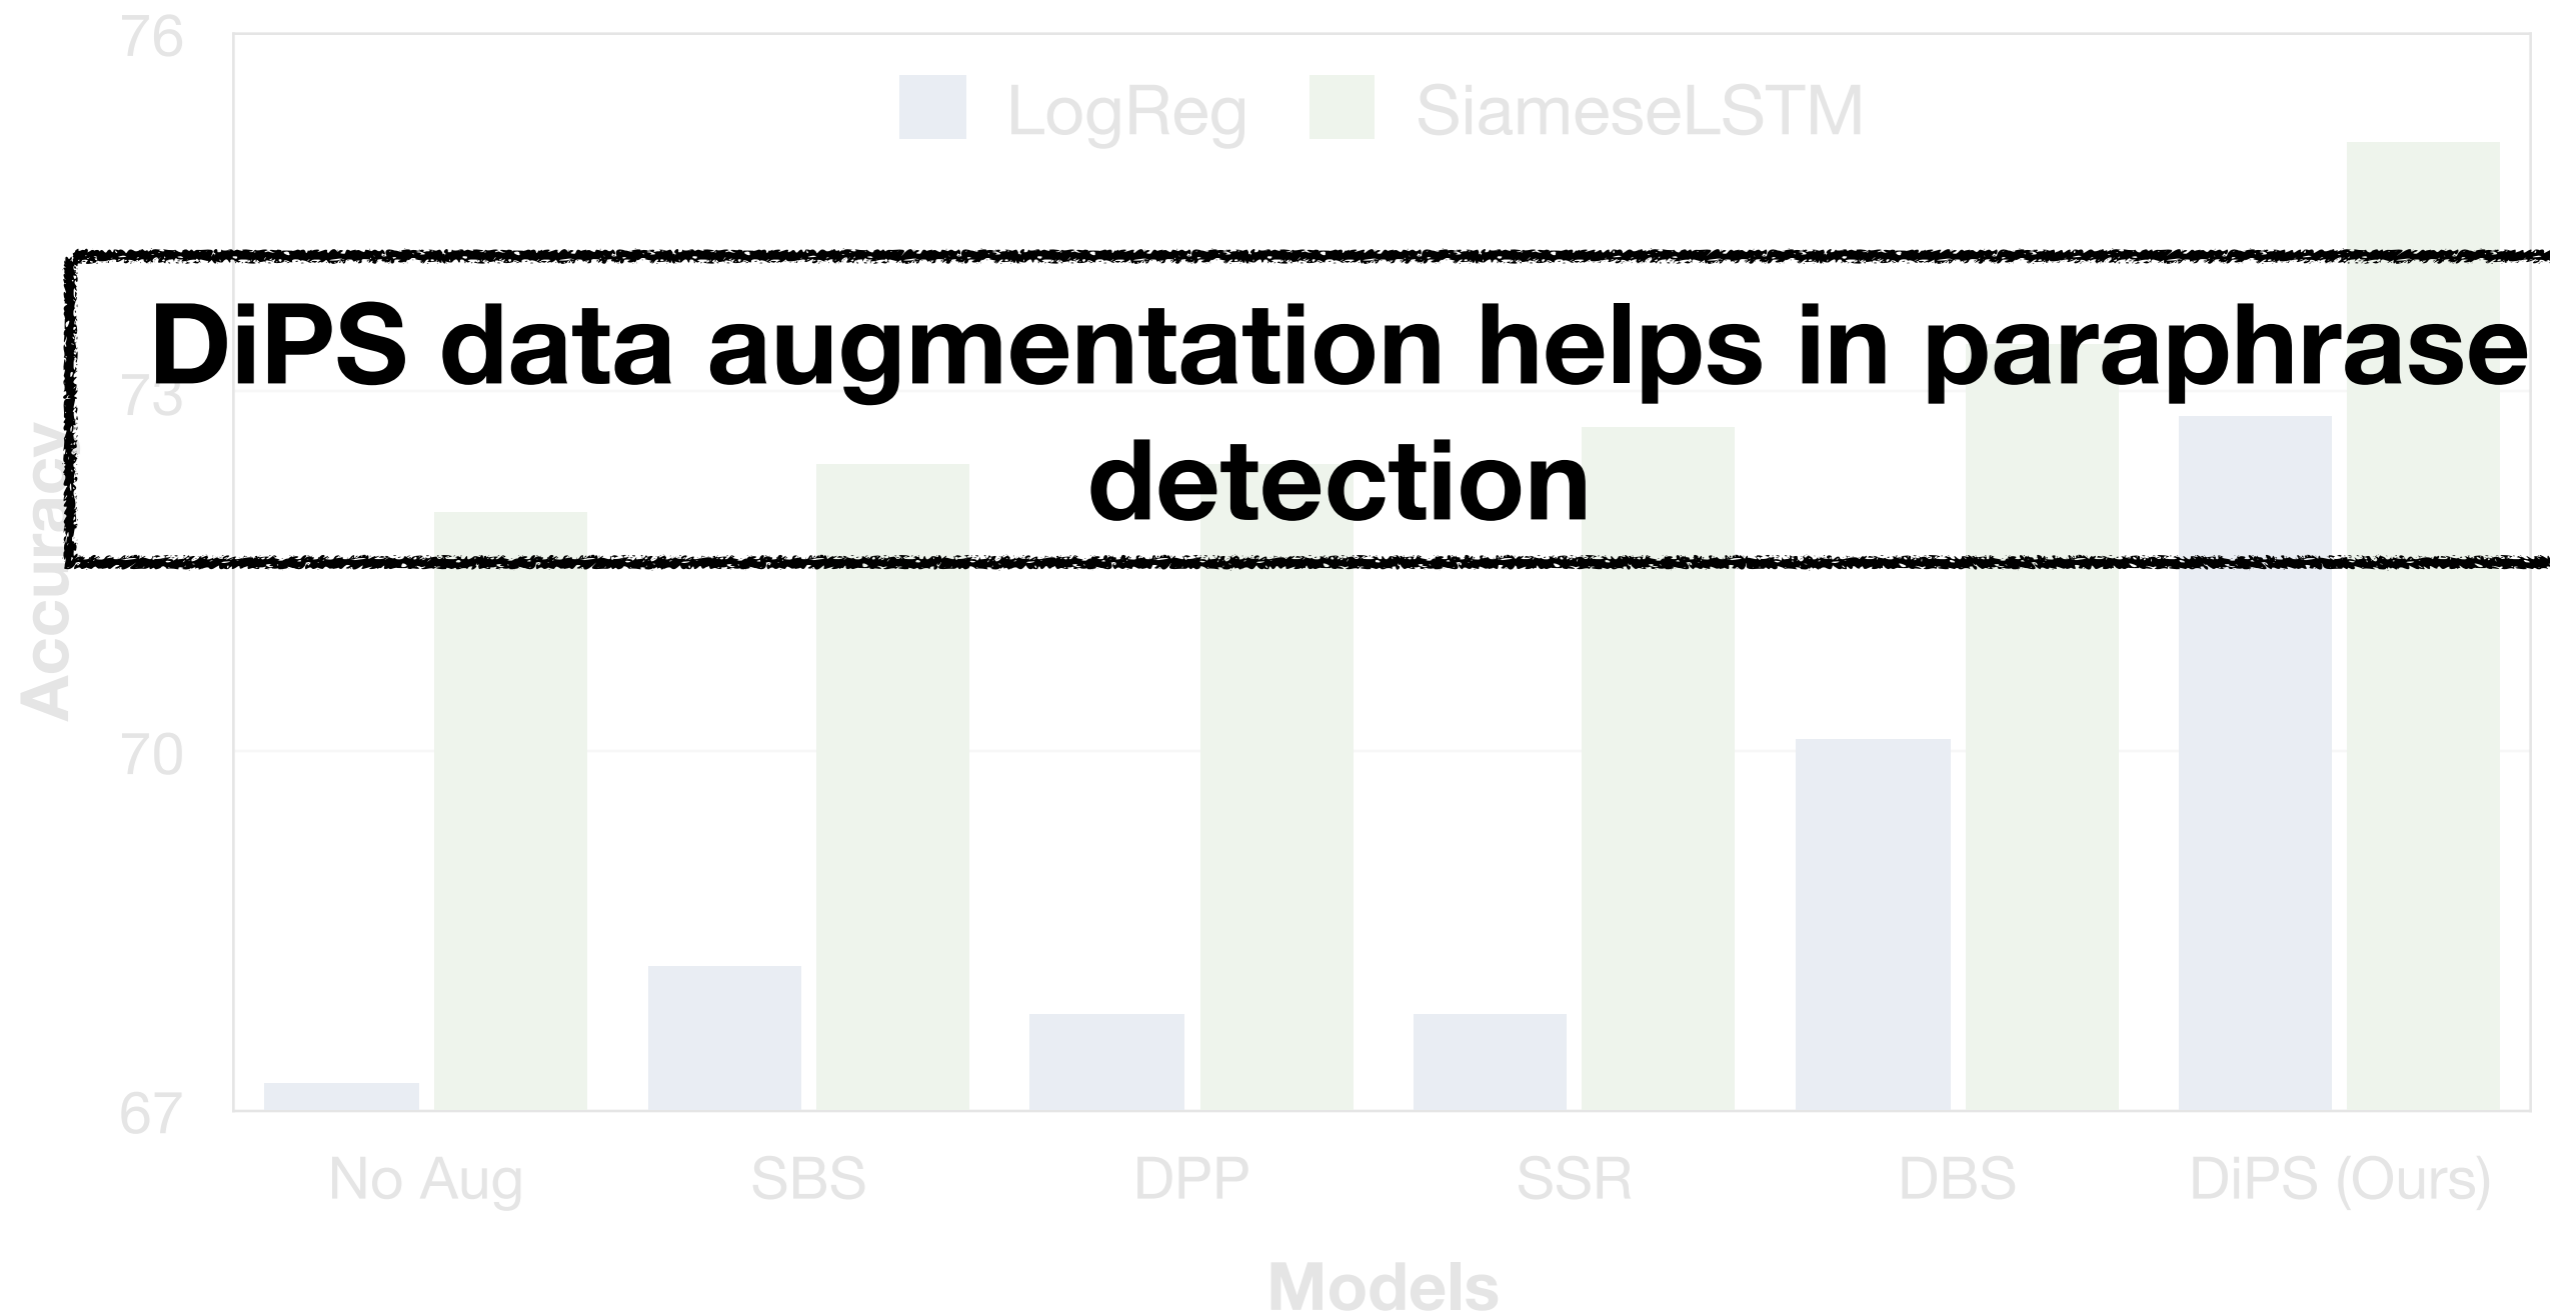 76
LogReg SiameseLSTM
DiPS data augmentation helps in paraphrase
73
detection
Accuracy
70
67
No Aug SBS DPP SSR DBS DiPS (Ours)
Models